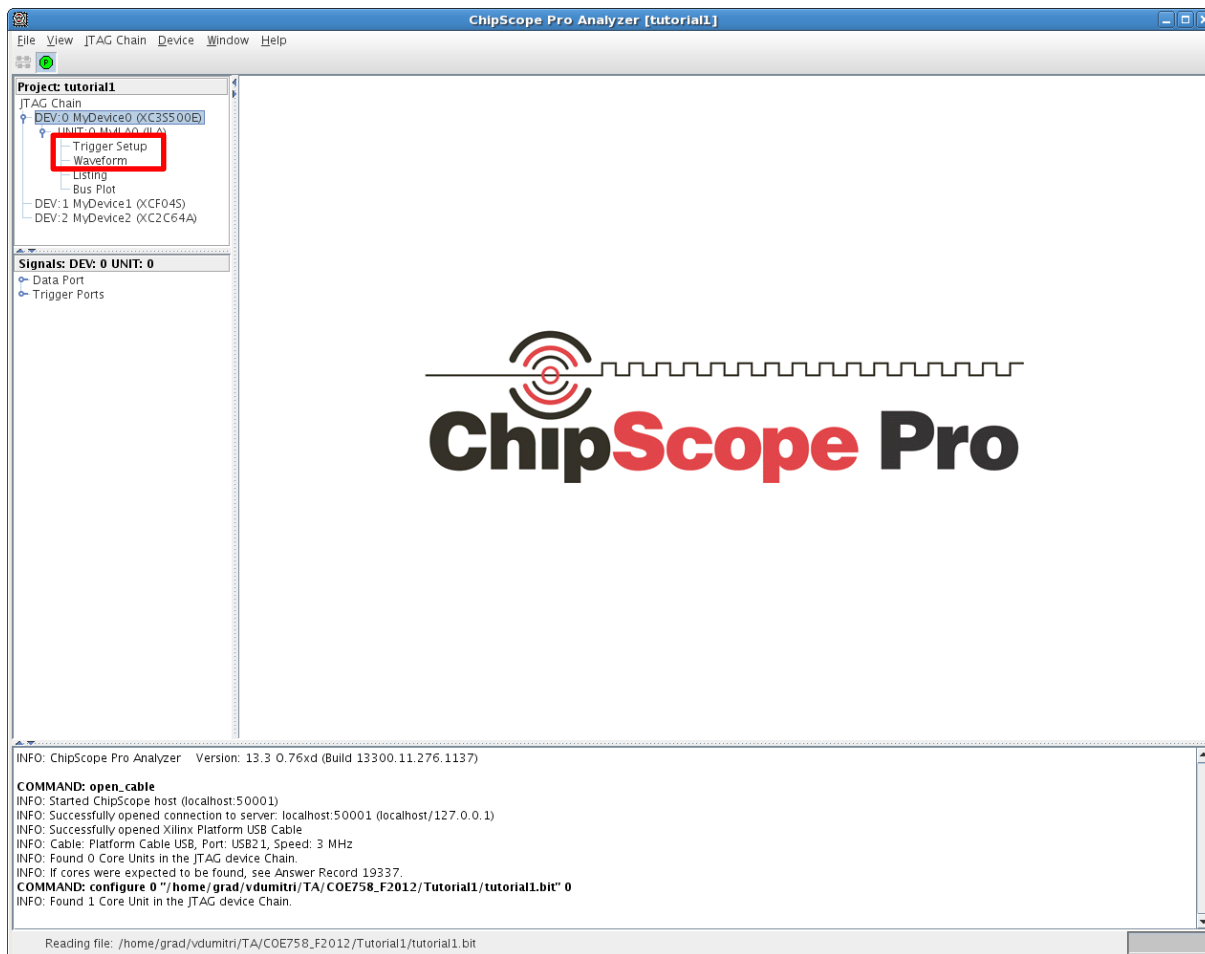 ChipScope Pro Analyzer [tutorial1]
File View JTAG Chain Device Window Help
P
Project: tutorial1
JTAG Chain
DEV:0 MyDevice0 (XC3S500E)
UNIT:0 MyILA0 (ILA)
Trigger Setup
Waveform
Listing
Bus Plot
DEV:1 MyDevice1 (XCF04S)
DEV:2 MyDevice2 (XC2C64A)
Signals: DEV: 0 UNIT: 0
Data Port
Trigger Ports
ChipScope Pro
INFO: ChipScope Pro Analyzer Version: 13.3 0.76xd (Build 13300.11.276.1137)
COMMAND: open_cable
INFO: Started ChipScope host (localhost:50001)
INFO: Successfully opened connection to server: localhost:50001 (localhost/127.0.0.1)
INFO: Successfully opened Xilinx Platform USB Cable
INFO: Cable: Platform Cable USB, Port: USB21, Speed: 3 MHz
INFO: Found 0 Core Units in the JTAG device Chain.
INFO: If cores were expected to be found, see Answer Record 19337.
COMMAND: configure 0 "/home/grad/vdumitri/TA/COE758_F2012/Tutorial1/tutorial1.bit" 0
INFO: Found 1 Core Unit in the JTAG device Chain.
Reading file: /home/grad/vdumitri/TA/COE758_F2012/Tutorial1/tutorial1.bit